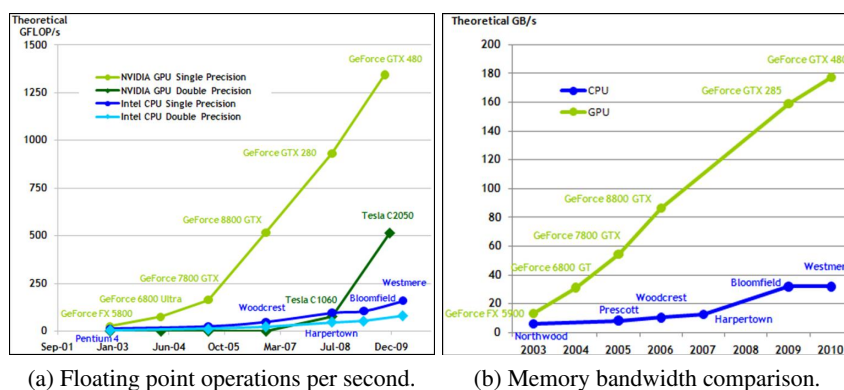 Theoretical
GFLOP/s
1500
1250
1000
750
500
250
0
Sep-01 Jan-03 Jun-04 Oct-05 Mar-07 Jul-08 Dec-09
NVIDIA GPU Single Precision
NVIDIA GPU Double Precision
Intel CPU Single Precision
Intel CPU Double Precision
GeForce GTX 480
GeForce GTX 280
GeForce 8800 GTX
Tesla C2050
GeForce 7800 GTX
GeForce 6800 Ultra
GeForce FX 5800
Pentium 4
Woodcrest
Tesla C1060
Harpertown
Bloomfield
Westmere
(a) Floating point operations per second.
Theoretical GB/s
200
180
160
140
120
100
80
60
40
20
0
2003 2004 2005 2006 2007 2008 2009 2010
CPU
GPU
GeForce GTX 480
GeForce GTX 285
GeForce 8800 GTX
GeForce 7800 GTX
GeForce 6800 GT
GeForce FX 5900
Northwood
Prescott
Woodcrest
Harpertown
Bloomfield
Westmere
(b) Memory bandwidth comparison.